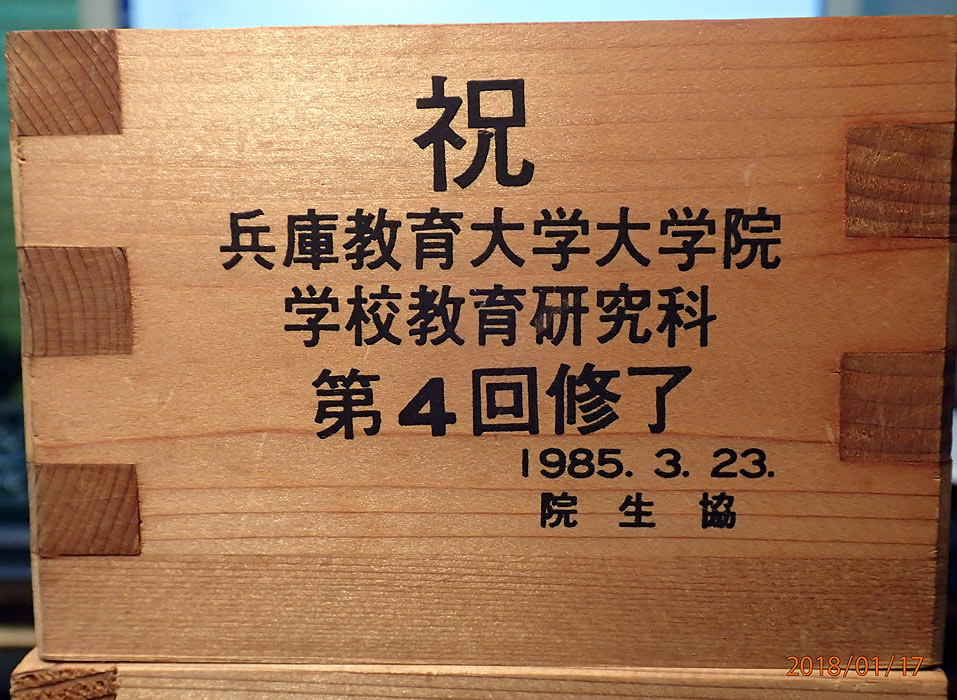 祝
兵庫教育大学大学院
学校教育研究科
第4回修了
1985. 3. 23.
院 生 協
2018/01/17